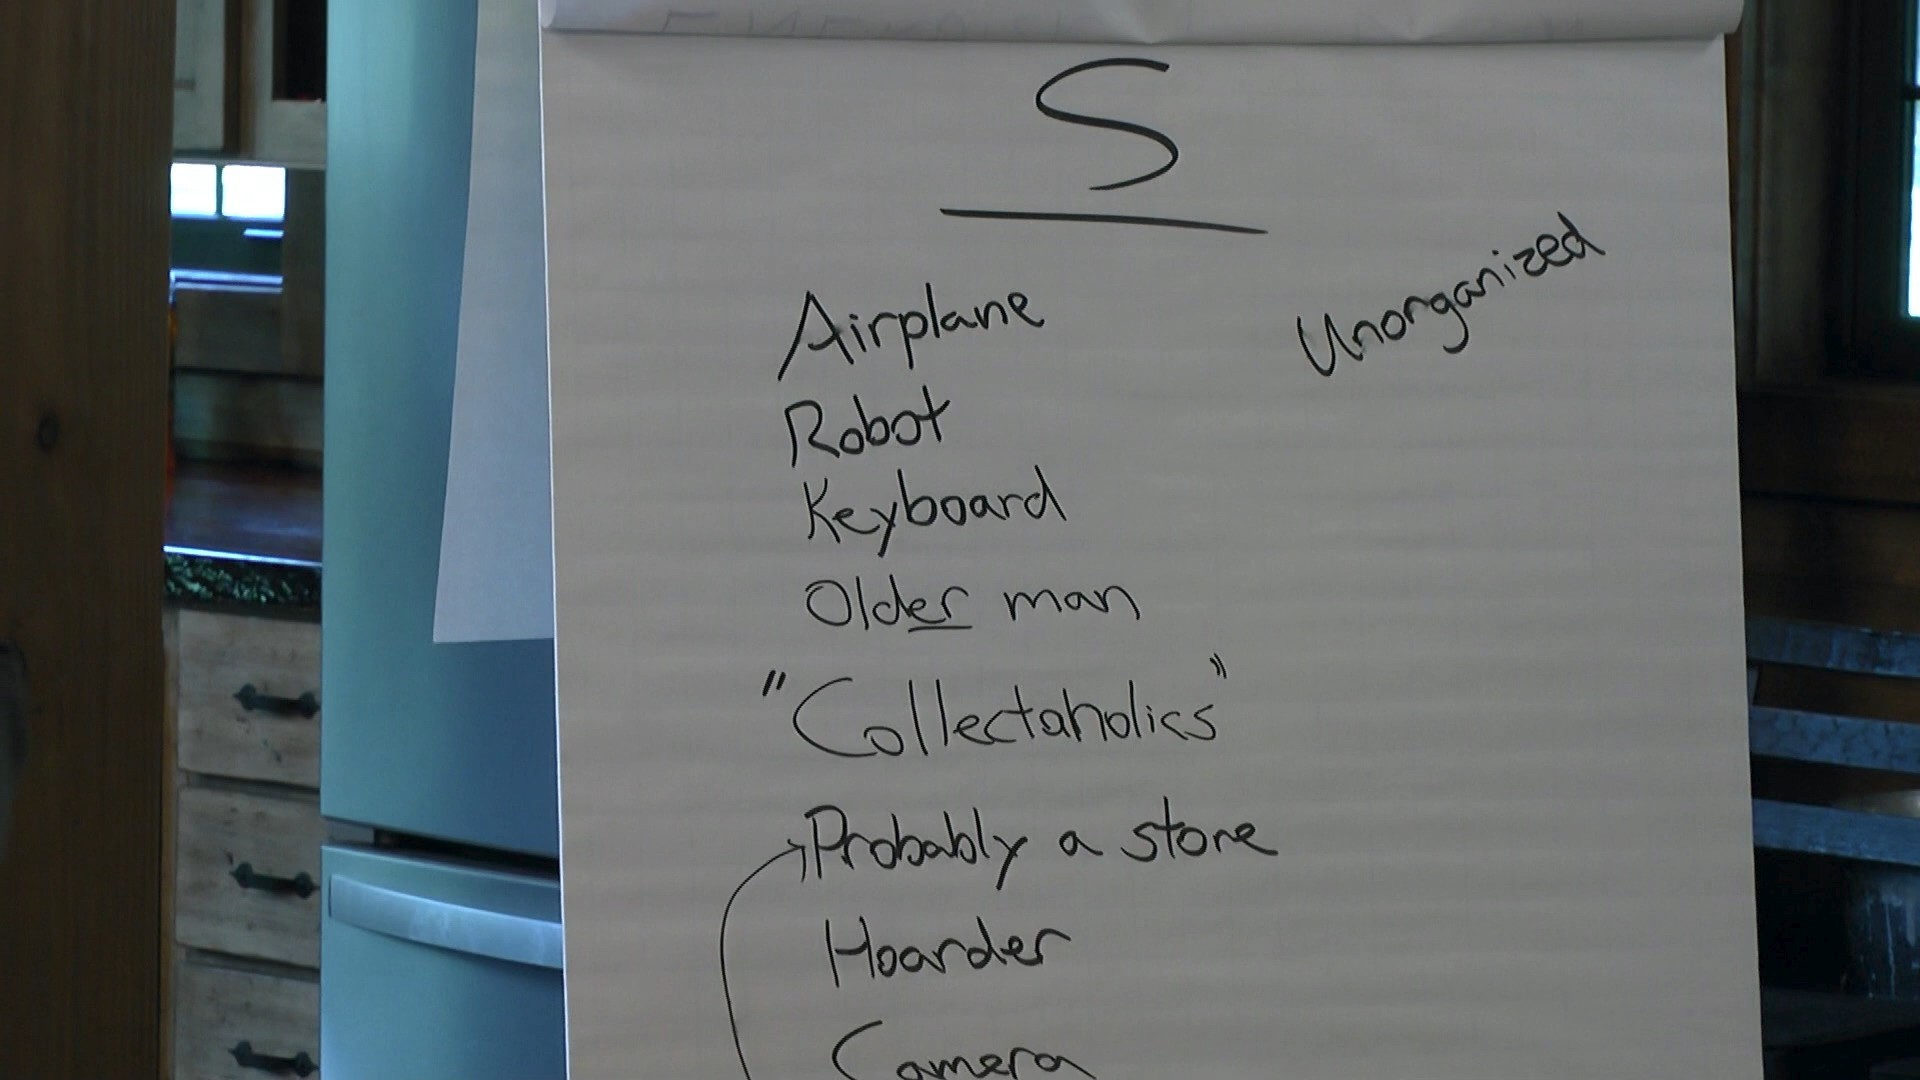 S
Unorganized
Airplane
Robot
Keyboard
Older man
"Collectaholics"
Probably a store
Hoarder
Camera